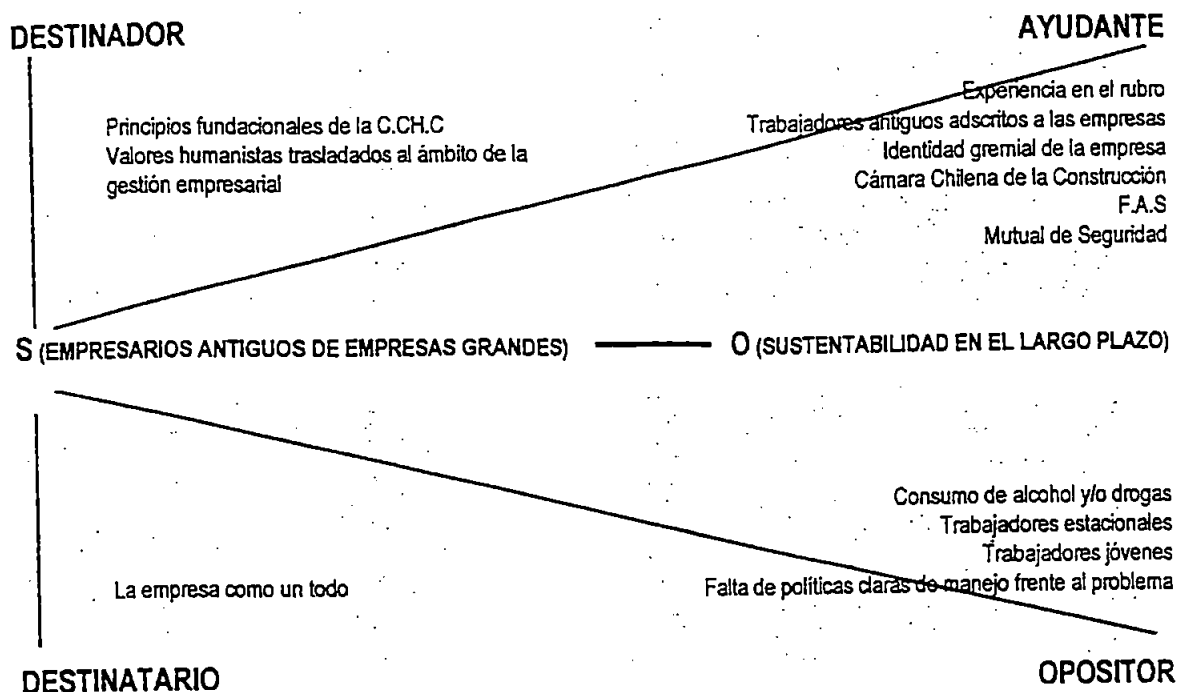 DESTINADOR
AYUDANTE
Principios fundacionales de la C.CH.C
Valores humanistas trasladados al ámbito de la
gestión empresarial
Experiencia en el rubro
Trabajadores antiguos adscritos a las empresas
Identidad gremial de la empresa
Cámara Chilena de la Construcción
F.A.S
Mutual de Seguridad
S (EMPRESARIOS ANTIGUOS DE EMPRESAS GRANDES)
O (SUSTENTABILIDAD EN EL LARGO PLAZO)
Consumo de alcohol y/o drogas
Trabajadores estacionales
Trabajadores jóvenes
Falta de políticas claras de manejo frente al problema
La empresa como un todo
DESTINATARIO
OPOSITOR